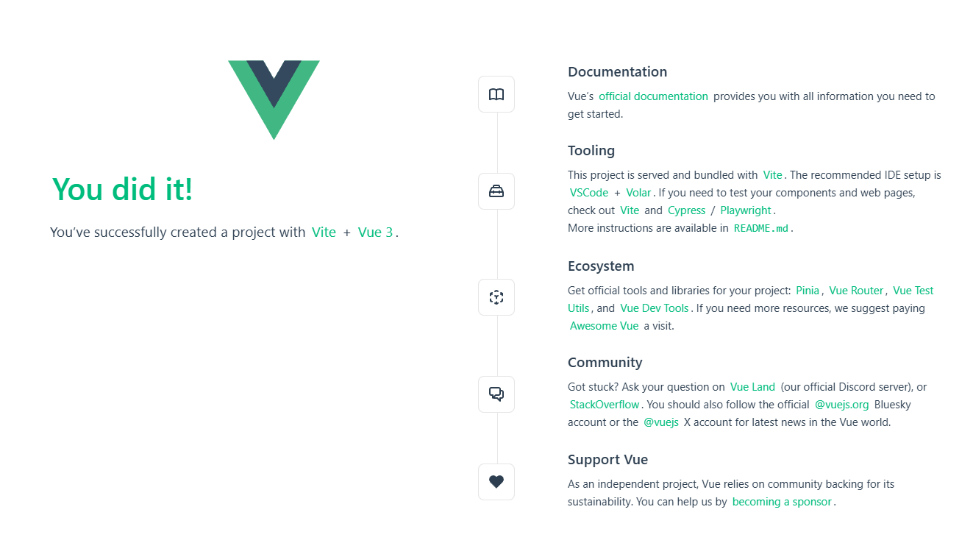 You did it!
You've successfully created a project with Vite + Vue 3.
Documentation
Vue's official documentation provides you with all information you need to
get started.
Tooling
This project is served and bundled with Vite. The recommended IDE setup is
VSCode + Volar. If you need to test your components and web pages,
check out Vite and Cypress / Playwright.
More instructions are available in README.md.
Ecosystem
Get official tools and libraries for your project: Pinia, Vue Router, Vue Test
Utils, and Vue Dev Tools. If you need more resources, we suggest paying
Awesome Vue a visit.
Community
Got stuck? Ask your question on Vue Land (our official Discord server), or
StackOverflow. You should also follow the official @vuejs.org Bluesky
account or the @vuejs X account for latest news in the Vue world.
Support Vue
As an independent project, Vue relies on community backing for its
sustainability. You can help us by becoming a sponsor.